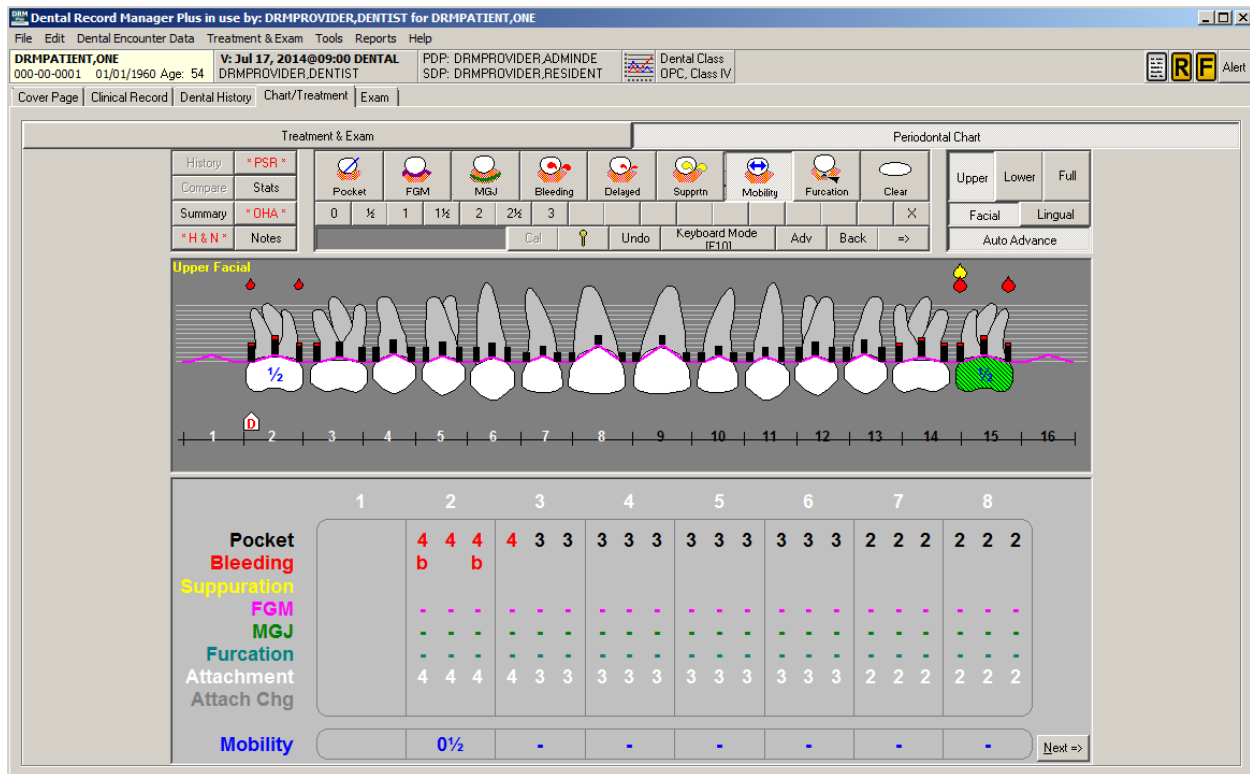 Dental Record Manager Plus in use by: DRMPROVIDER,DENTIST for DRMPATIENT,ONE
File Edit Dental Encounter Data Treatment & Exam Tools Reports Help
DRMPATIENT,ONE V: Jul 17, 2014@09:00 DENTAL PDP: DRMPROVIDER,ADMINDE Dental Class
000-00-0001 01/01/1960 Age: 54 DRMPROVIDER,DENTIST SDP: DRMPROVIDER,RESIDENT OPC, Class IV R F Alert
Cover Page Clinical Record Dental History Chart/Treatment Exam
Treatment & Exam Periodontal Chart
History * PSR * Pocket FGM MGJ Bleeding Delayed Supprtn Mobility Furcation Clear Upper Lower Full
Compare Stats
Summary * OHA * 0 ½ 1 1½ 2 2½ 3 X Facial Lingual
* H & N * Notes Cal Undo Keyboard Mode [F10] Adv Back => Auto Advance
Upper Facial
½ ½
D
1 2 3 4 5 6 7 8 9 10 11 12 13 14 15 16
1 2 3 4 5 6 7 8
Pocket 4 4 4 4 3 3 3 3 3 3 3 3 3 3 3 2 2 2 2 2 2
Bleeding b b
Suppuration
FGM - - - - - - - - - - - - - - - - - - - - -
MGJ - - - - - - - - - - - - - - - - - - - - -
Furcation - - - - - - - - - - - - - - - - - - - - -
Attachment 4 4 4 4 3 3 3 3 3 3 3 3 3 3 3 2 2 2 2 2 2
Attach Chg
Mobility 0½ - - - - - - Next =>